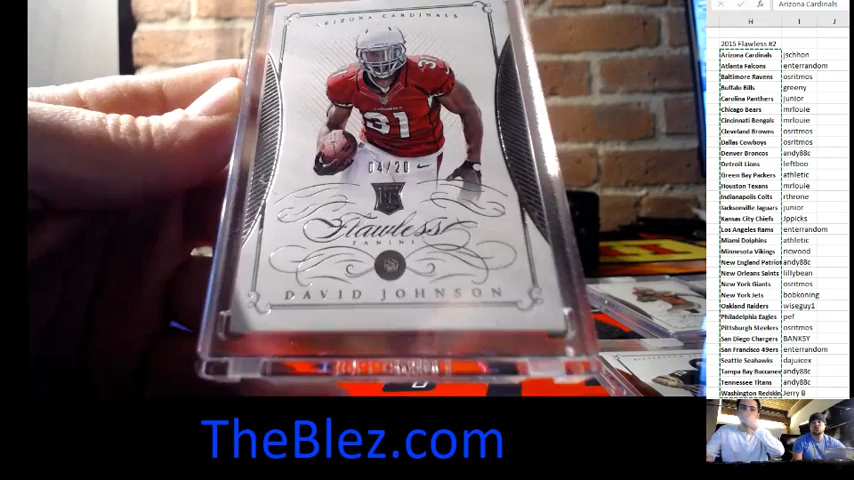 ARIZONA CARDINALS
31
04/20
RC
Flawless
PANINI
DAVID JOHNSON
TheBlez.com
fx
Arizona Cardinals
H I J
2015 Flawless #2
Arizona Cardinals jschhon
Atlanta Falcons enterrandom
Baltimore Ravens osritmos
Buffalo Bills greeny
Carolina Panthers junior
Chicago Bears mrlouie
Cincinnati Bengals mrlouie
Cleveland Browns osritmos
Dallas Cowboys osritmos
Denver Broncos andy88c
Detroit Lions leftboo
Green Bay Packers athletic
Houston Texans mrlouie
Indianapolis Colts rthrone
Jacksonville Jaguars junior
Kansas City Chiefs Jppicks
Los Angeles Rams enterrandom
Miami Dolphins athletic
Minnesota Vikings ricwood
New England Patriot andy88c
New Orleans Saints lillybean
New York Giants osritmos
New York Jets bobkoning
Oakland Raiders wiseguy1
Philadelphia Eagles pef
Pittsburgh Steelers osritmos
San Diego Chargers BANKSY
San Francisco 49ers enterrandom
Seattle Seahawks dajuicex
Tampa Bay Buccanee andy88c
Tennessee Titans andy88c
Washington Redskin Jerry B